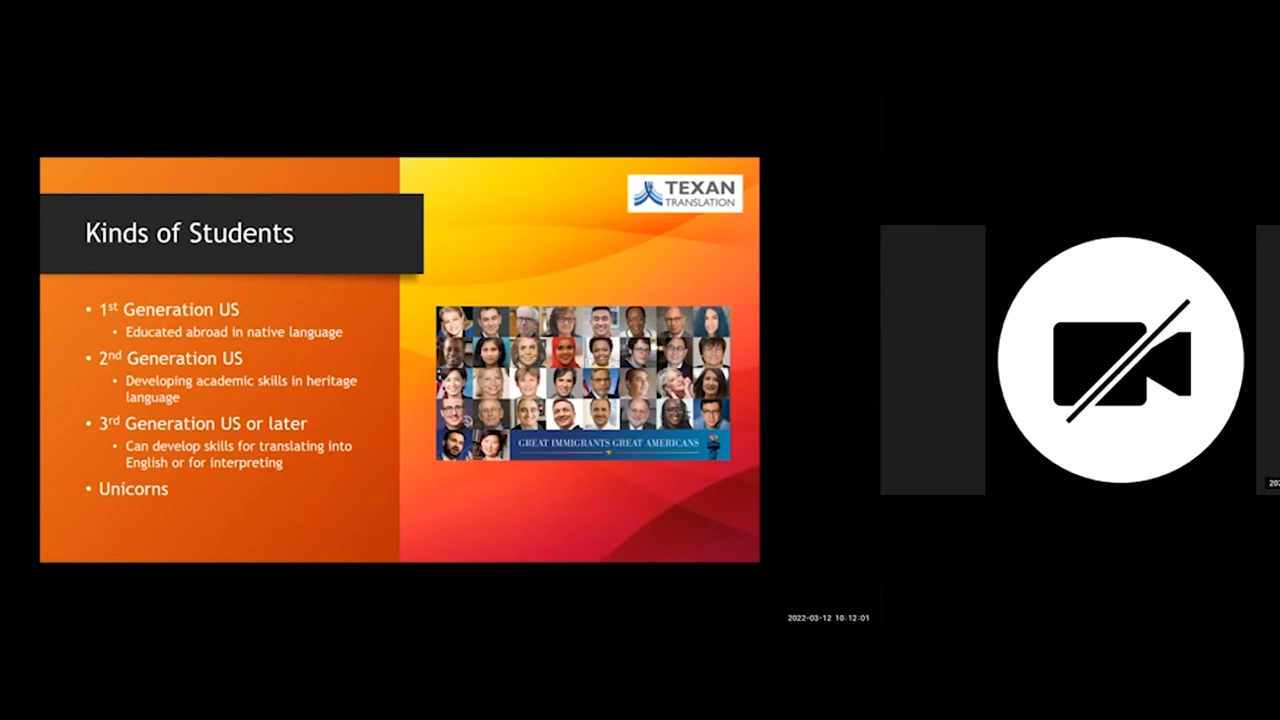 TEXAN
TRANSLATION
Kinds of Students
• 1st Generation US
• Educated abroad in native language
• 2nd Generation US
• Developing academic skills in heritage
language
• 3rd Generation US or later
• Can develop skills for translating into
English or for interpreting
• Unicorns
GREAT IMMIGRANTS GREAT AMERICANS
2022-03-12 10:12:01